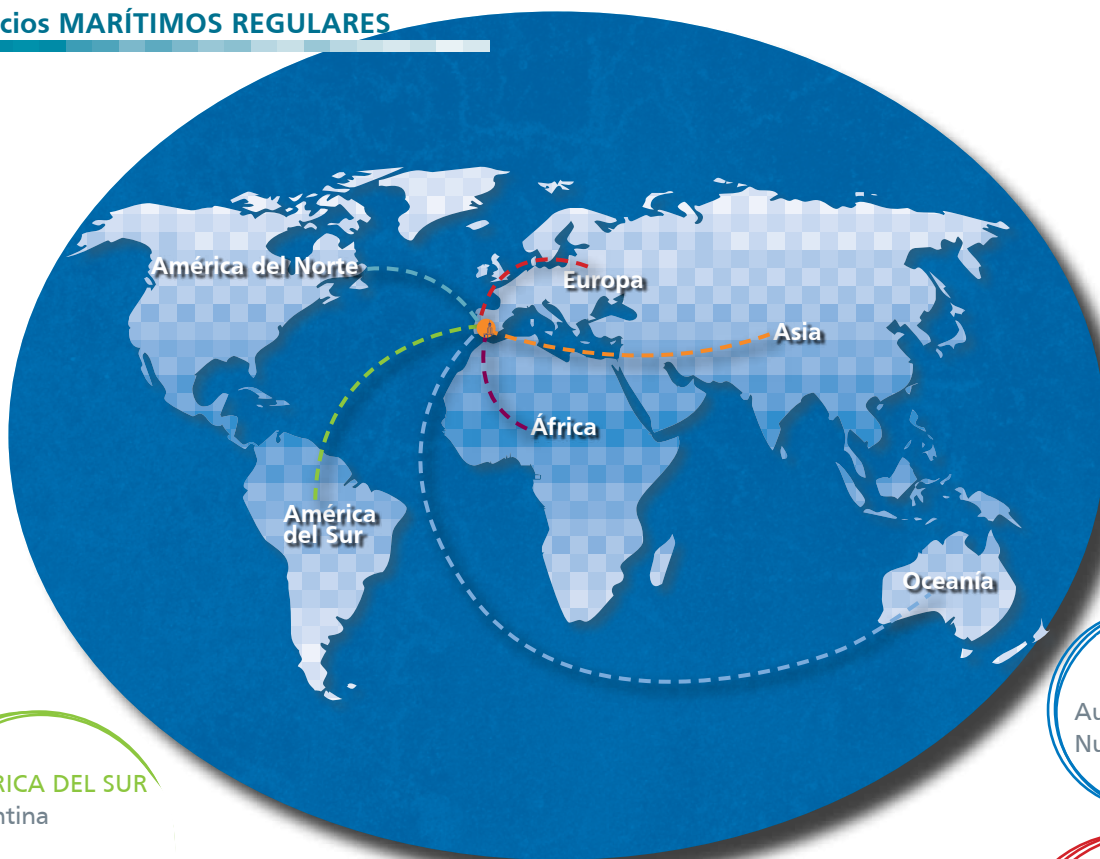 cios MARÍTIMOS REGULARES
América del Norte
Europa
Asia
África
América
del Sur
Oceanía
Au
Nu
RICA DEL SUR
ntina